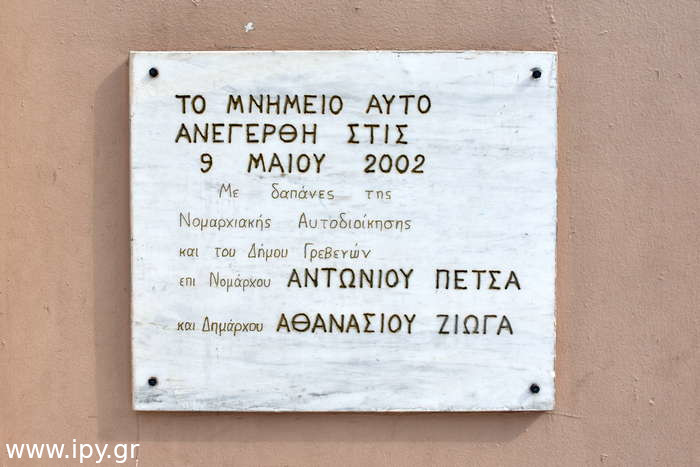 ΤΟ ΜΝΗΜΕΙΟ ΑΥΤΟ
ΑΝΕΓΕΡΘΗ ΣΤΙΣ
9 ΜΑΙΟΥ 2002
Με δαπάνες της
Νομαρχιακής Αυτοδιοίκησης
και του Δήμου Γρεβενών
επι Νομάρχου ΑΝΤΩΝΙΟΥ ΠΕΤΣΑ
και Δημάρχου ΑΘΑΝΑΣΙΟΥ ΖΙΩΓΑ
www.ipy.gr